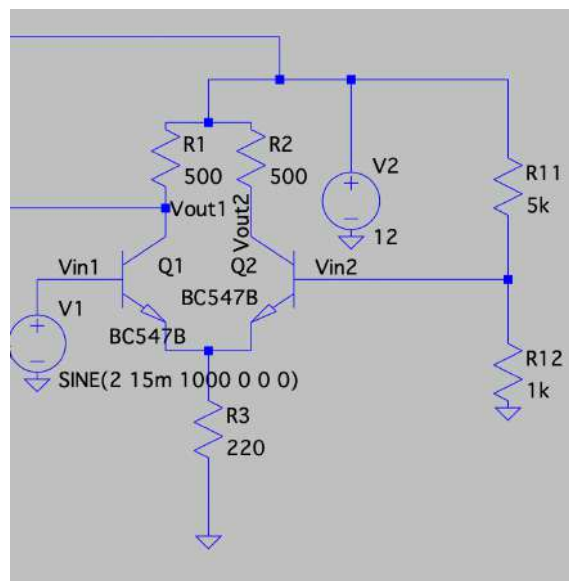 R1
500
R2
500
V2
12
R11
5k
Vout1
Vout2
Vin1
Q1
Q2
Vin2
V1
BC547B
BC547B
SINE(2 15m 1000 0 0 0)
R12
1k
R3
220